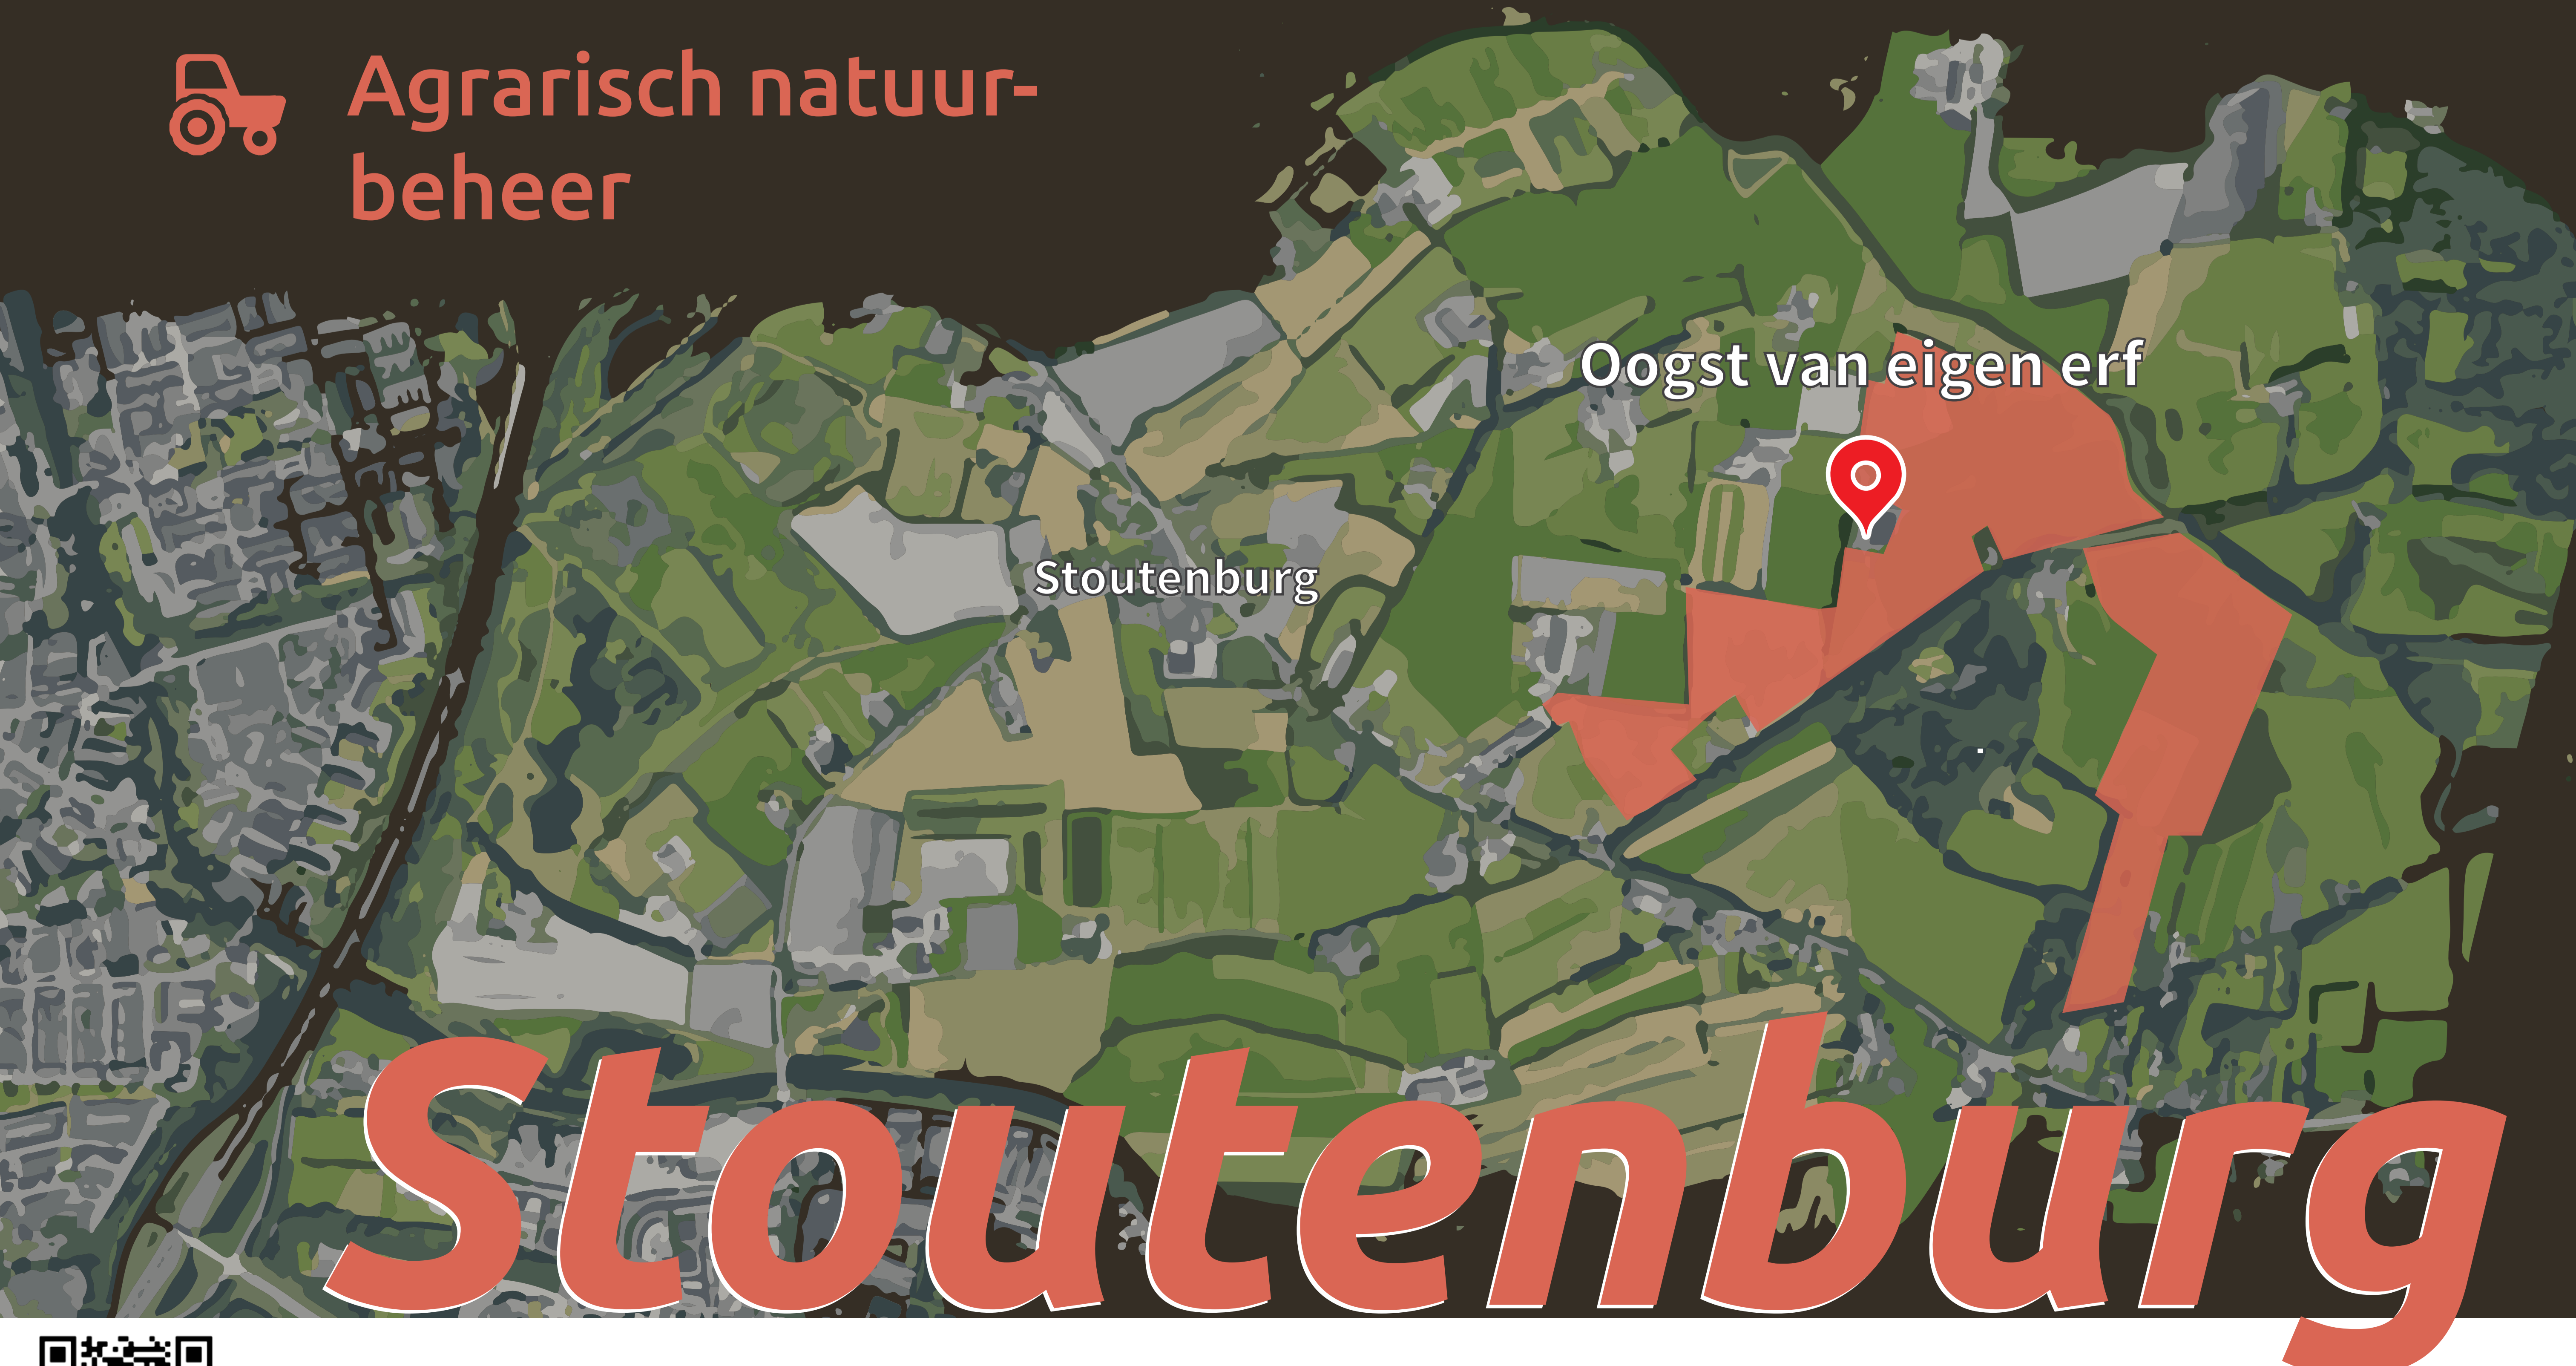 Agrarisch natuur-
beheer
Oogst van eigen erf
Stoutenburg
Stoutenburg